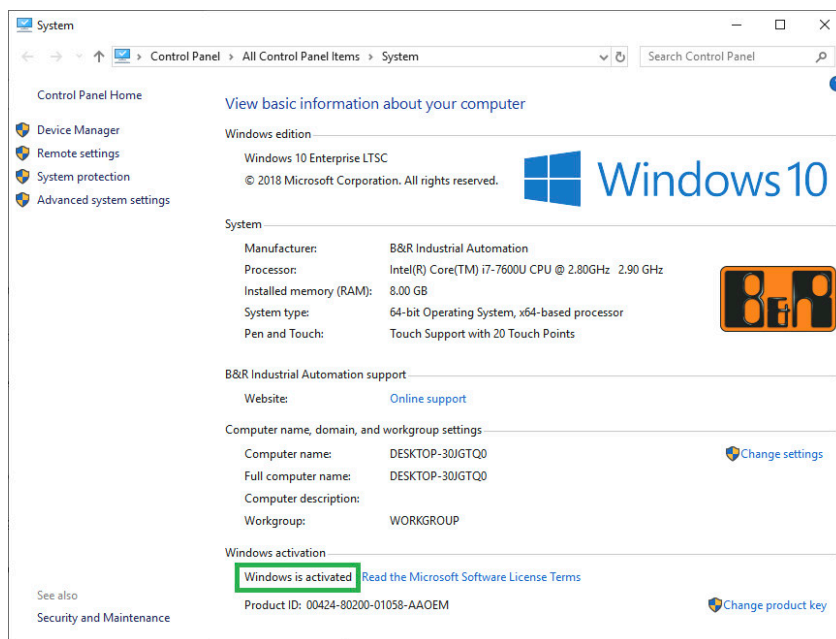 System
Control Panel > All Control Panel Items > System
Search Control Panel
Control Panel Home
Device Manager
Remote settings
System protection
Advanced system settings
See also
Security and Maintenance
View basic information about your computer
Windows edition
Windows 10 Enterprise LTSC
© 2018 Microsoft Corporation. All rights reserved.
Windows 10
System
Manufacturer: B&R Industrial Automation
Processor: Intel(R) Core(TM) i7-7600U CPU @ 2.80GHz 2.90 GHz
Installed memory (RAM): 8.00 GB
System type: 64-bit Operating System, x64-based processor
Pen and Touch: Touch Support with 20 Touch Points
B&R
B&R Industrial Automation support
Website: Online support
Computer name, domain, and workgroup settings
Computer name: DESKTOP-30JGTQ0
Change settings
Full computer name: DESKTOP-30JGTQ0
Computer description:
Workgroup: WORKGROUP
Windows activation
Windows is activated Read the Microsoft Software License Terms
Product ID: 00424-80200-01058-AAOEM
Change product key